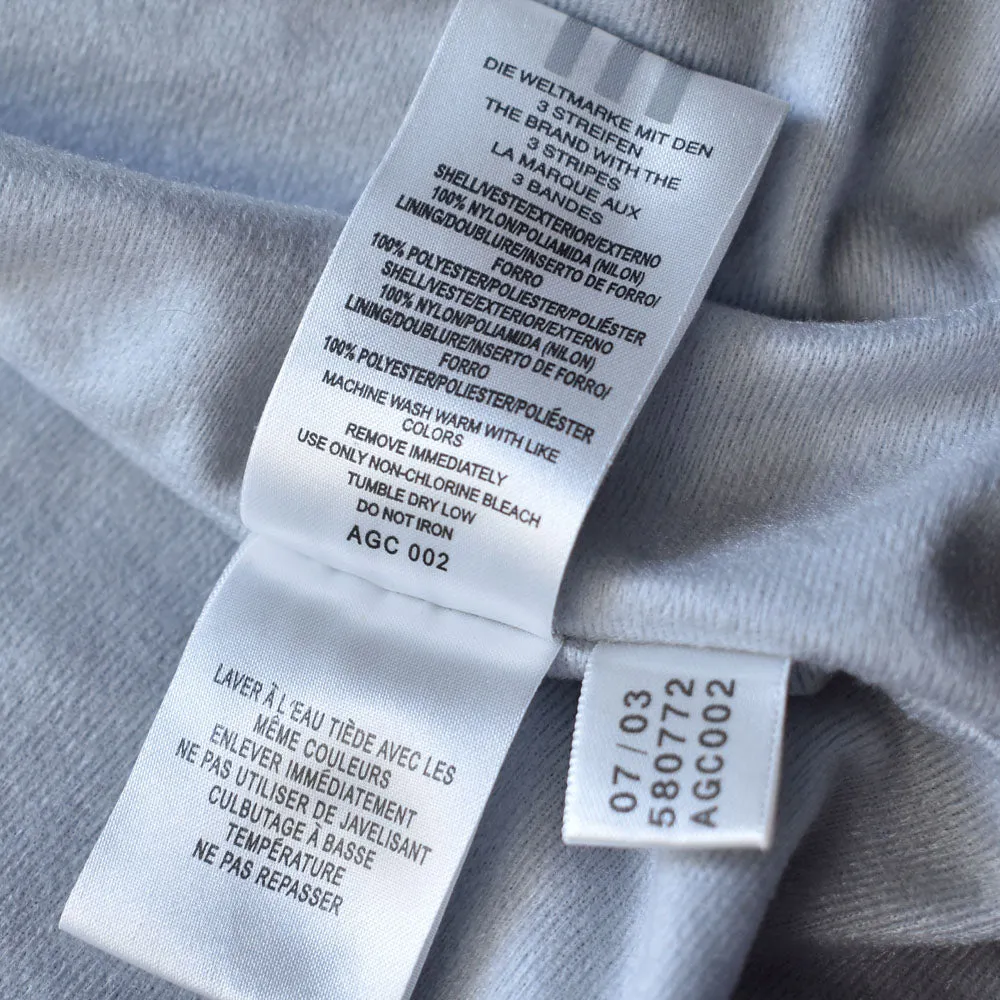 DIE WELTMARKE MIT DEN
3 STREIFEN
THE BRAND WITH THE
3 STRIPES
LA MARQUE AUX
3 BANDES
SHELL/VESTE/EXTERIOR/EXTERNO
100% NYLON/POLIAMIDA (NILON)
LINING/DOUBLURE/INSERTO DE FORRO/
FORRO
100% POLYESTER/POLIESTER/POLIÉSTER
SHELL/VESTE/EXTERIOR/EXTERNO
100% NYLON/POLIAMIDA (NILON)
LINING/DOUBLURE/INSERTO DE FORRO/
FORRO
100% POLYESTER/POLIESTER/POLIÉSTER
MACHINE WASH WARM WITH LIKE
COLORS
REMOVE IMMEDIATELY
USE ONLY NON-CHLORINE BLEACH
TUMBLE DRY LOW
DO NOT IRON
AGC 002
LAVER À L'EAU TIÈDE AVEC LES
MÊME COULEURS
ENLEVER IMMÉDIATEMENT
NE PAS UTILISER DE JAVELISANT
CULBUTAGE À BASSE
TEMPÉRATURE
NE PAS REPASSER
07/03
580772
AGC002